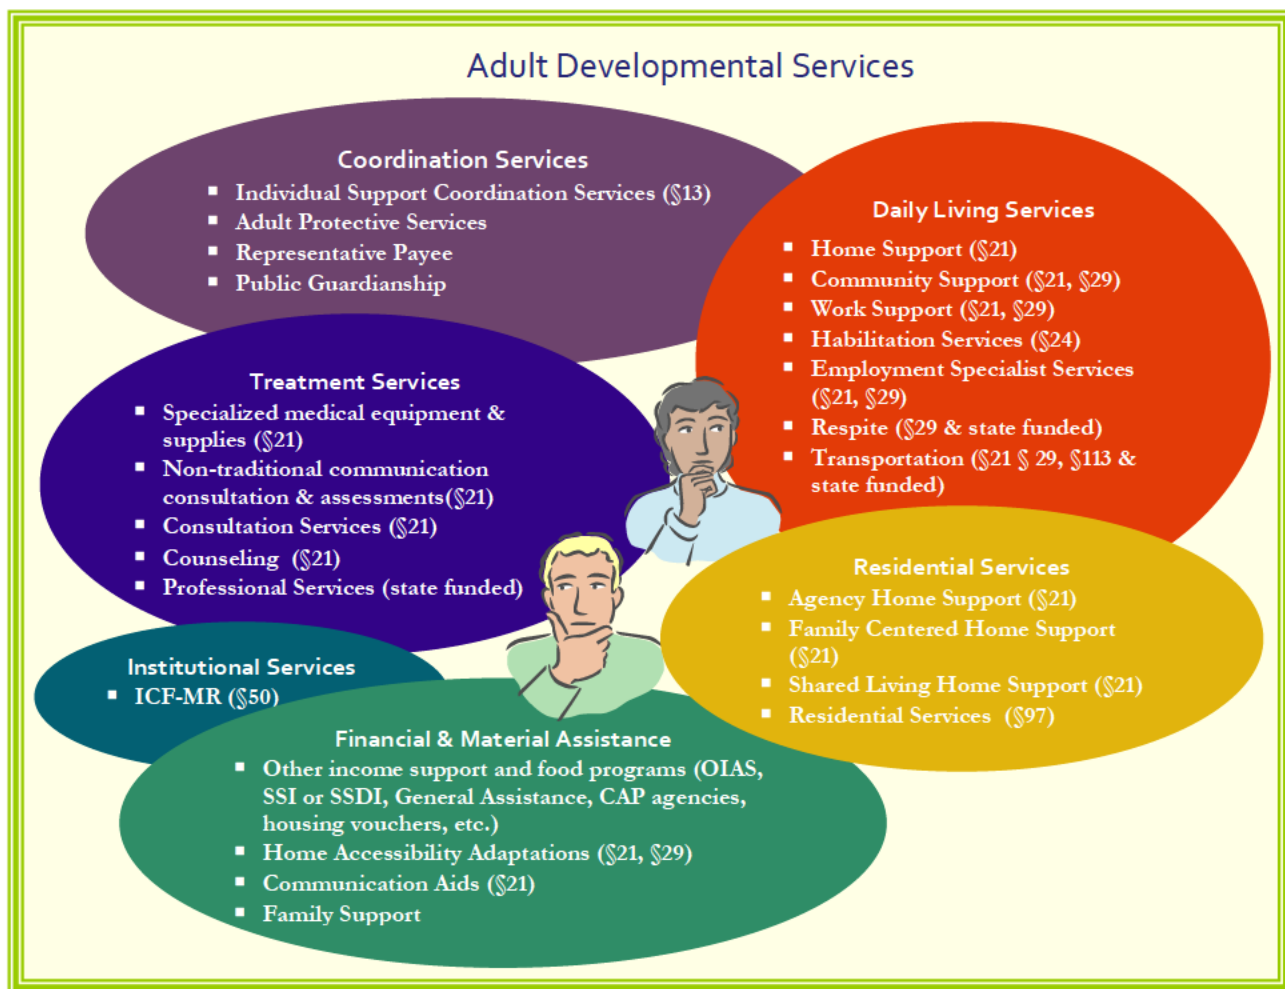 Adult Developmental Services
Coordination Services
▪ Individual Support Coordination Services (§13)
▪ Adult Protective Services
▪ Representative Payee
▪ Public Guardianship
Daily Living Services
▪ Home Support (§21)
▪ Community Support (§21, §29)
▪ Work Support (§21, §29)
▪ Habilitation Services (§24)
▪ Employment Specialist Services
(§21, §29)
▪ Respite (§29 & state funded)
▪ Transportation (§21 § 29, §113 &
state funded)
Treatment Services
▪ Specialized medical equipment &
supplies (§21)
▪ Non-traditional communication
consultation & assessments(§21)
▪ Consultation Services (§21)
▪ Counseling (§21)
▪ Professional Services (state funded)
Residential Services
▪ Agency Home Support (§21)
▪ Family Centered Home Support
(§21)
▪ Shared Living Home Support (§21)
▪ Residential Services (§97)
Institutional Services
▪ ICF-MR (§50)
Financial & Material Assistance
▪ Other income support and food programs (OIAS,
SSI or SSDI, General Assistance, CAP agencies,
housing vouchers, etc.)
▪ Home Accessibility Adaptations (§21, §29)
▪ Communication Aids (§21)
▪ Family Support